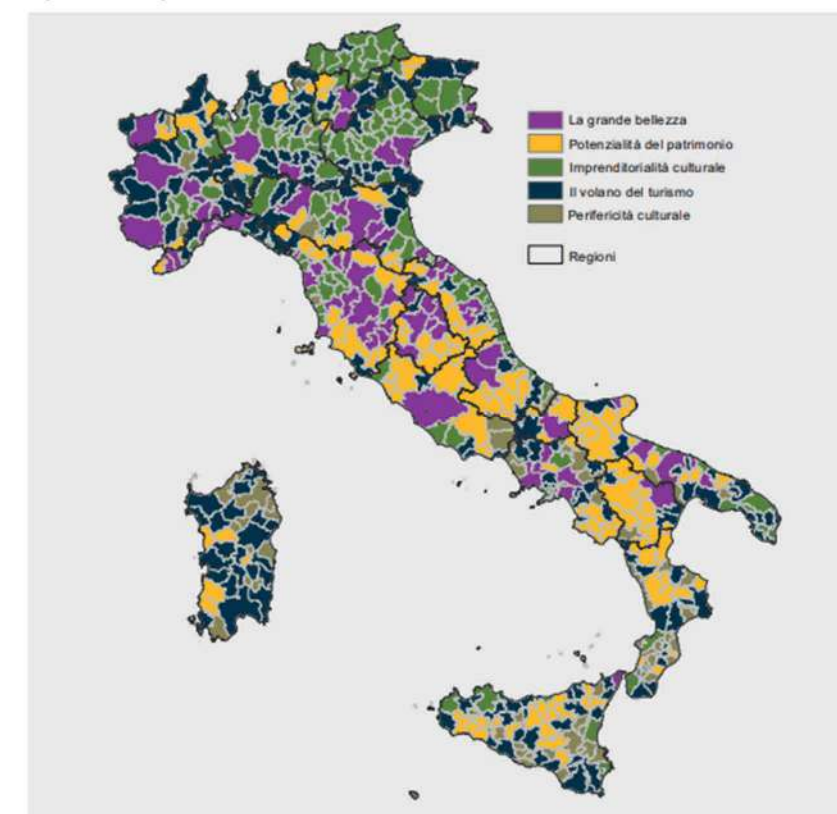 La grande bellezza
Potenzialità del patrimonio
Imprenditorialità culturale
Il volano del turismo
Perifericità culturale
Regioni